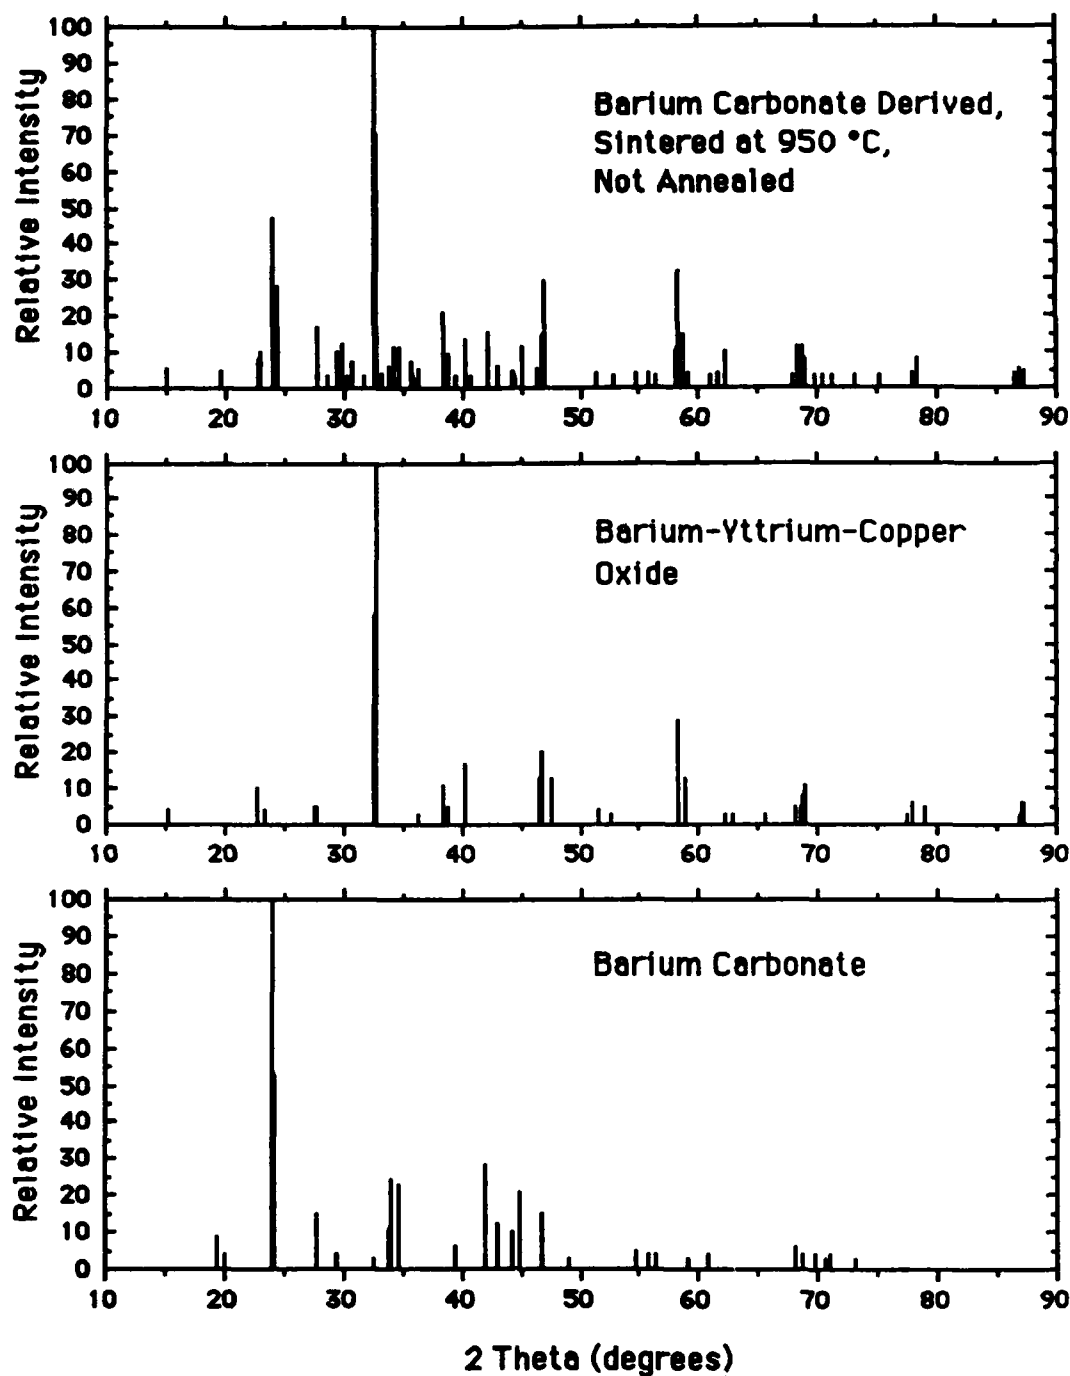 100
90
80
70
60
50
40
30
20
10
0
Relative Intensity
Barium Carbonate Derived,
Sintered at 950 °C,
Not Annealed
10 20 30 40 50 60 70 80 90
100
90
80
70
60
50
40
30
20
10
0
Relative Intensity
Barium-Yttrium-Copper
Oxide
10 20 30 40 50 60 70 80 90
100
90
80
70
60
50
40
30
20
10
0
Relative Intensity
Barium Carbonate
10 20 30 40 50 60 70 80 90
2 Theta (degrees)